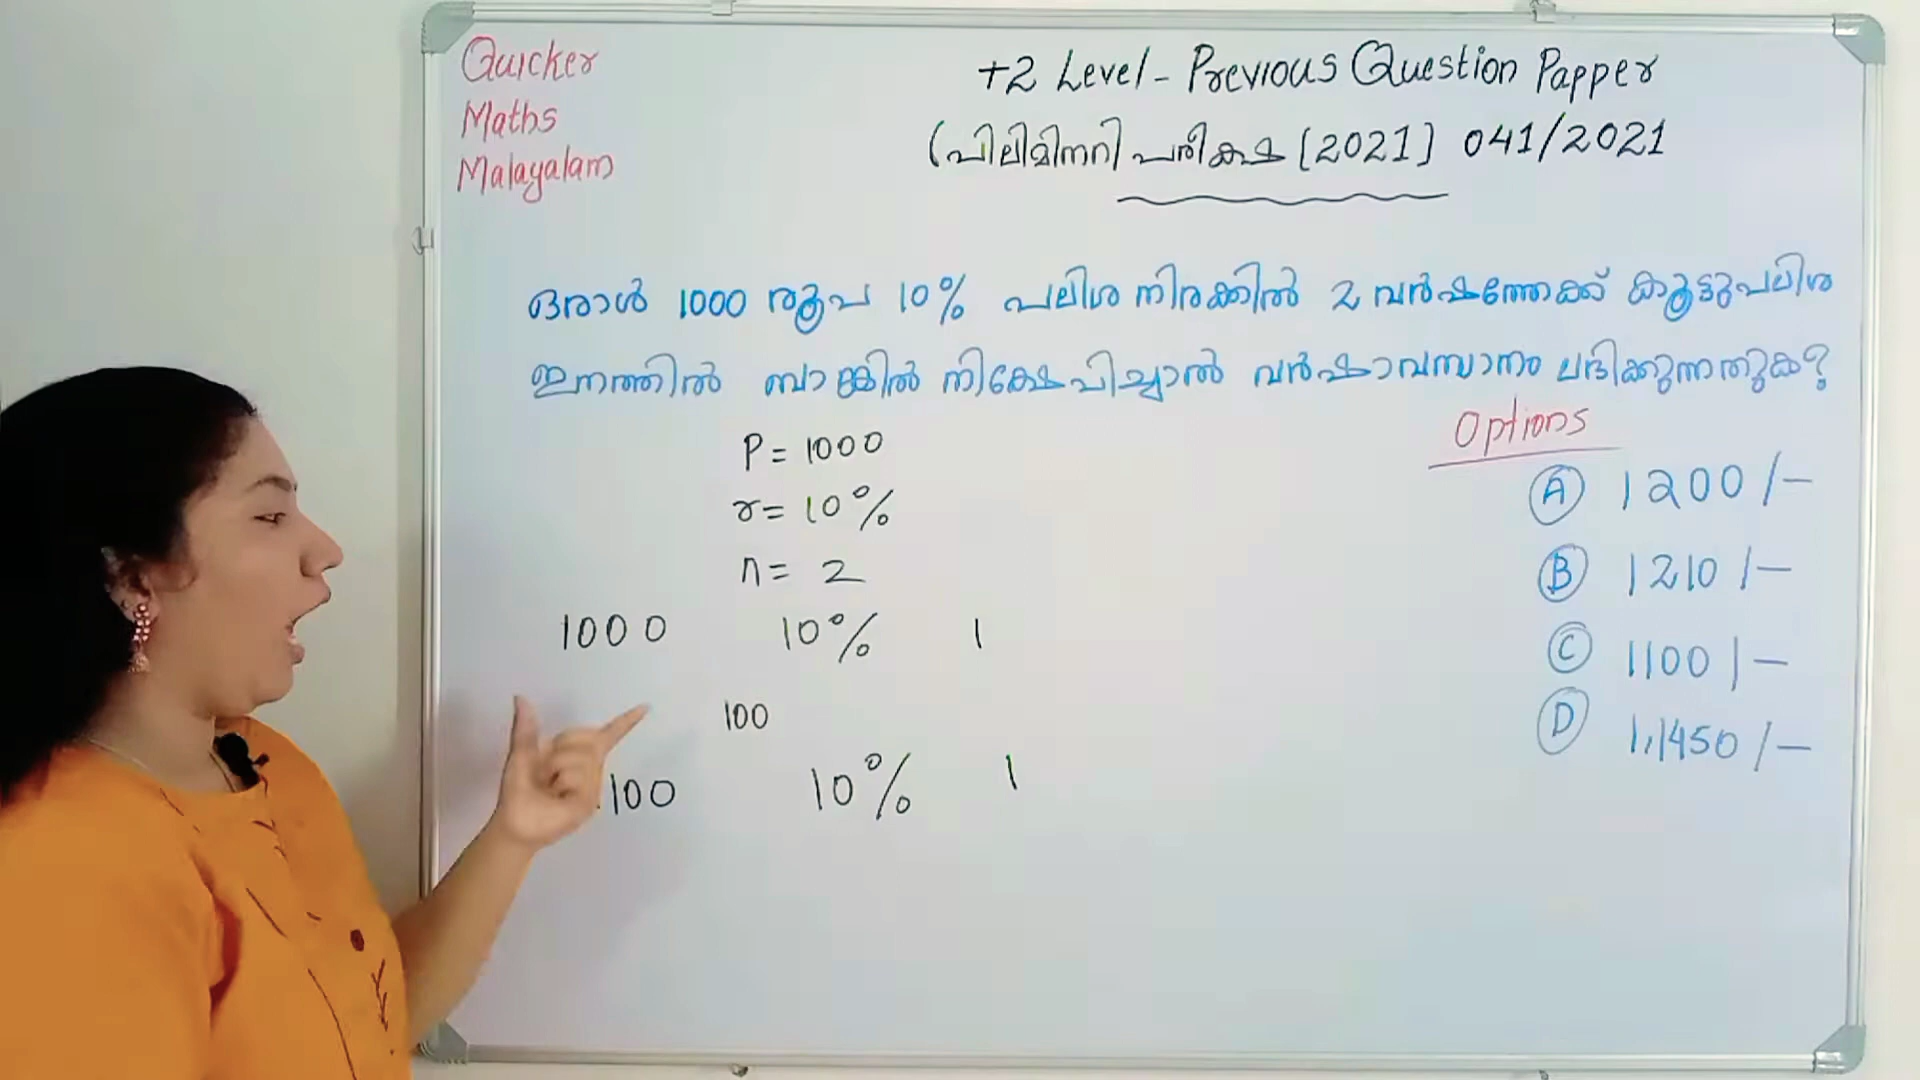 Quicker
Maths
Malayalam
+2 Level - Previous Question Papper
(പ്രിലിമിനറി പരീക്ഷ [2021] 041/2021
ഒരാൾ 1000 രൂപ 10% പലിശ നിരക്കിൽ 2 വർഷത്തേക്ക് കൂട്ടുപലിശ
ഇനത്തിൽ ബാങ്കിൽ നിക്ഷേപിച്ചാൽ വർഷാവസാനം ലഭിക്കുന്നതുക?
P = 1000
r = 10%
n = 2
1000 10% 1
100
100 10% 1
Options
A 1200/-
B 1210/-
C 1100/-
D 1,1450/-